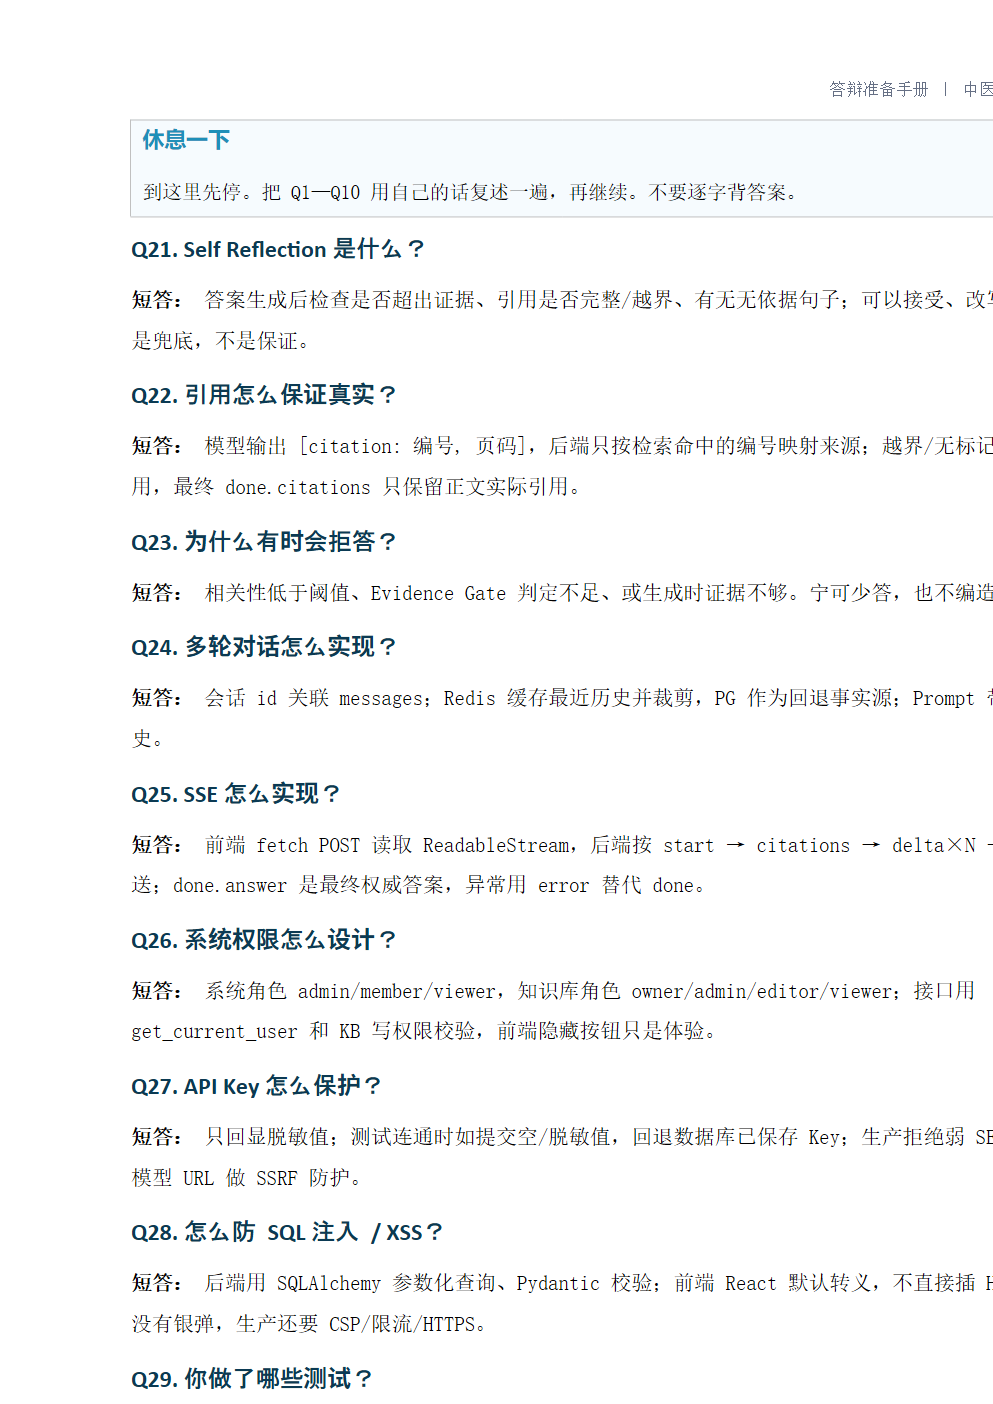 答辩准备手册 | 中医
休息一下
到这里先停。把 Q1—Q10 用自己的话复述一遍，再继续。不要逐字背答案。
Q21. Self Reflection 是什么？
短答： 答案生成后检查是否超出证据、引用是否完整/越界、有无无依据句子；可以接受、改写
是兜底，不是保证。
Q22. 引用怎么保证真实？
短答： 模型输出 [citation: 编号, 页码]，后端只按检索命中的编号映射来源；越界/无标记
用，最终 done.citations 只保留正文实际引用。
Q23. 为什么有时会拒答？
短答： 相关性低于阈值、Evidence Gate 判定不足、或生成时证据不够。宁可少答，也不编造
Q24. 多轮对话怎么实现？
短答： 会话 id 关联 messages；Redis 缓存最近历史并裁剪，PG 作为回退事实源；Prompt
史。
Q25. SSE 怎么实现？
短答： 前端 fetch POST 读取 ReadableStream，后端按 start → citations → delta×N
送；done.answer 是最终权威答案，异常用 error 替代 done。
Q26. 系统权限怎么设计？
短答： 系统角色 admin/member/viewer，知识库角色 owner/admin/editor/viewer；接口用
get_current_user 和 KB 写权限校验，前端隐藏按钮只是体验。
Q27. API Key 怎么保护？
短答： 只回显脱敏值；测试连通时如提交空/脱敏值，回退数据库已保存 Key；生产拒绝弱
模型 URL 做 SSRF 防护。
Q28. 怎么防 SQL 注入 / XSS？
短答： 后端用 SQLAlchemy 参数化查询、Pydantic 校验；前端 React 默认转义，不直接插
没有银弹，生产还要 CSP/限流/HTTPS。
Q29. 你做了哪些测试？